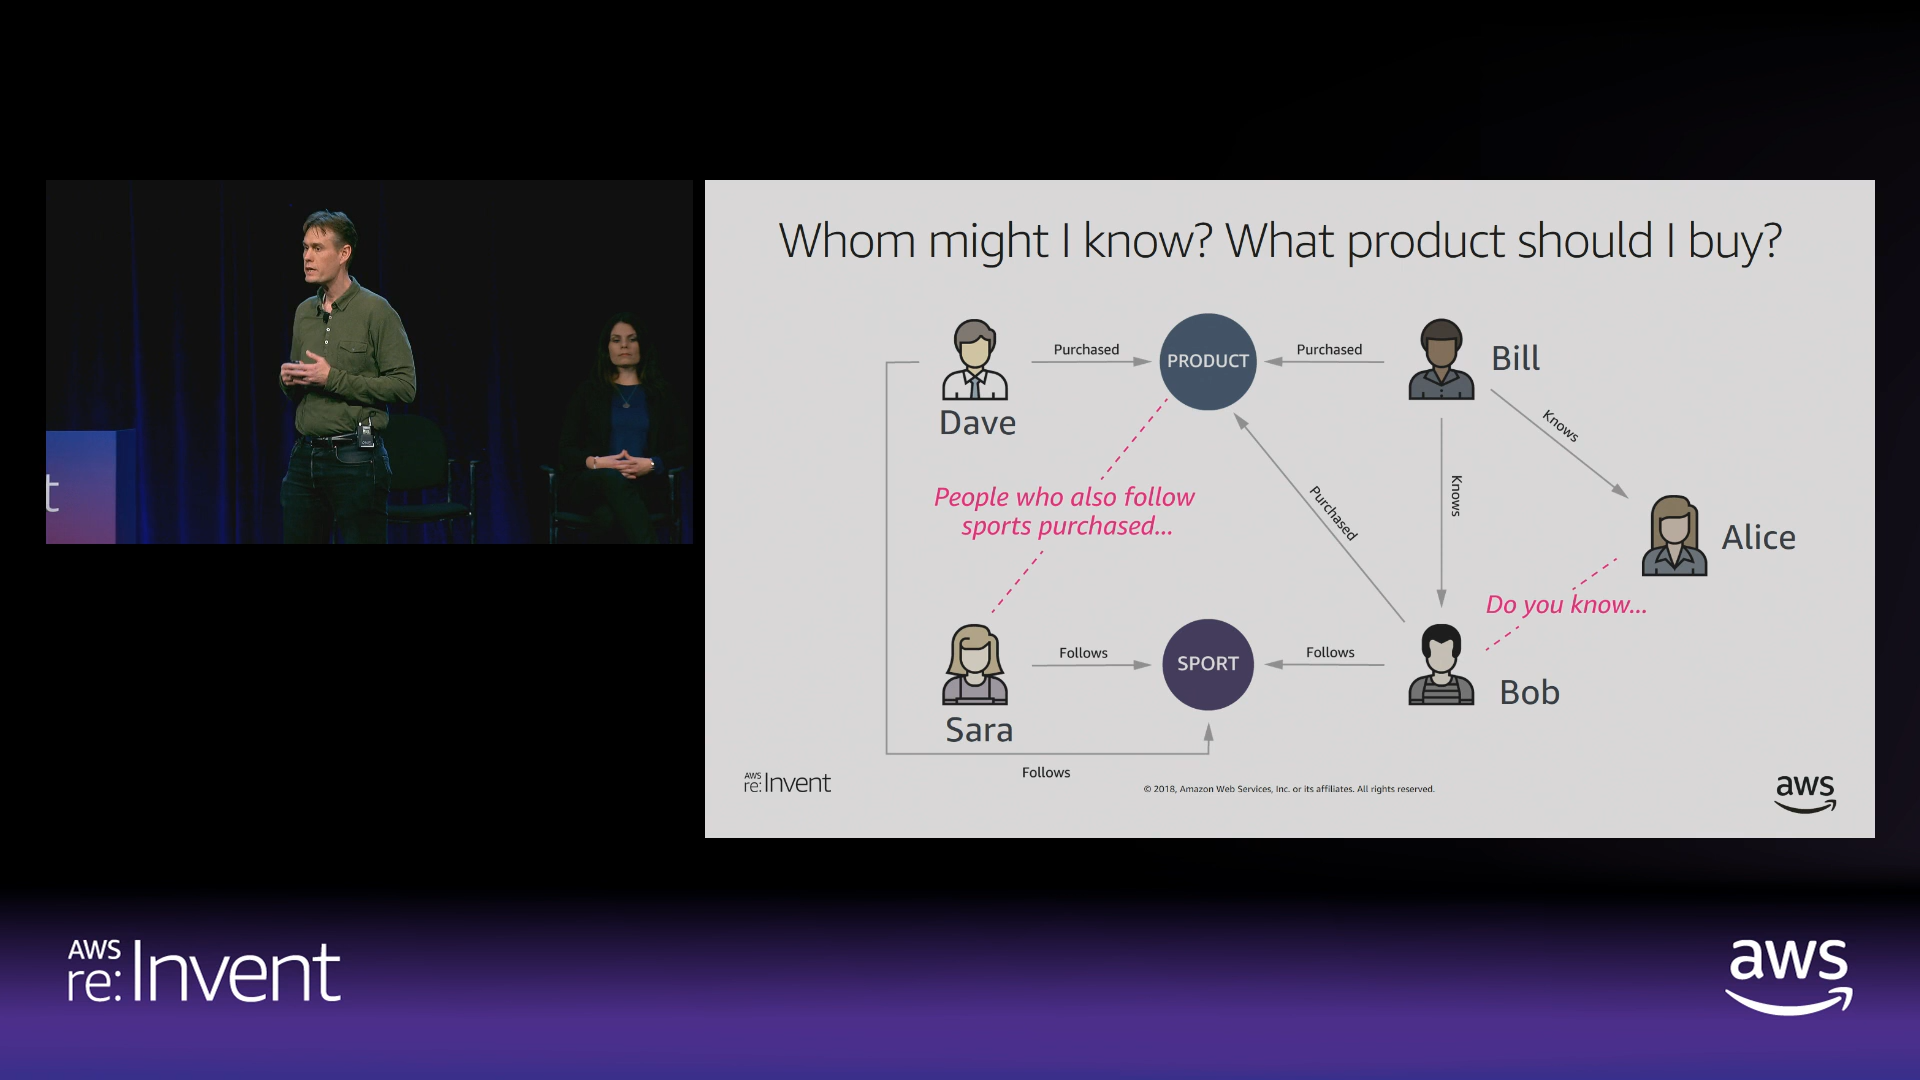 t
Whom might I know? What product should I buy?
Purchased
PRODUCT
Purchased
Bill
Dave
Knows
People who also follow
sports purchased...
Purchased
Knows
Alice
Do you know...
Follows
SPORT
Follows
Sara
Bob
Follows
AWS
re:Invent
© 2018, Amazon Web Services, Inc. or its affiliates. All rights reserved.
aws
AWS
re:Invent
aws